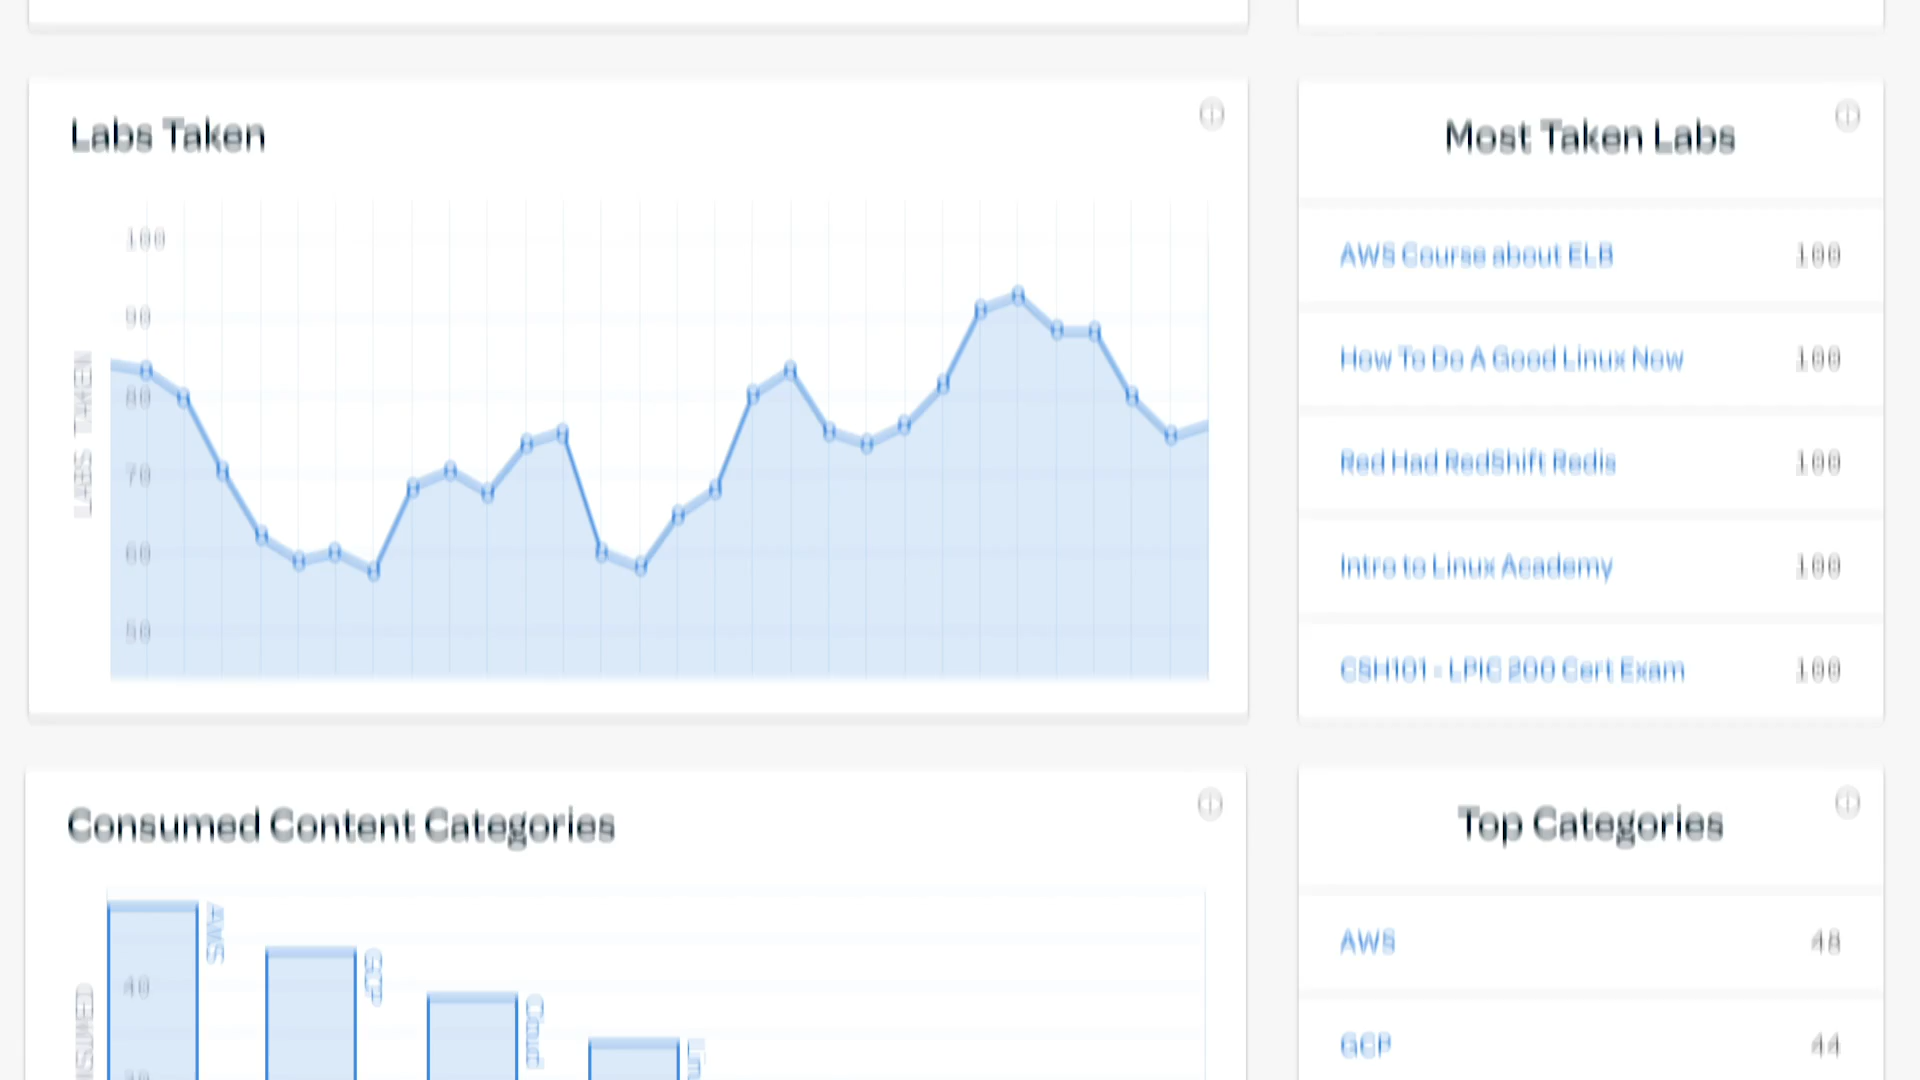 Labs Taken
100
90
80
70
60
50
LABS TAKEN
Most Taken Labs
AWS Course about ELB 100
How To Do A Good Linux Now 100
Red Had RedShift Redis 100
Intro to Linux Academy 100
CSH101 - LPIC 200 Cert Exam 100
Consumed Content Categories
AWS
GCP
Cloud
40
Top Categories
AWS 48
GCP 44